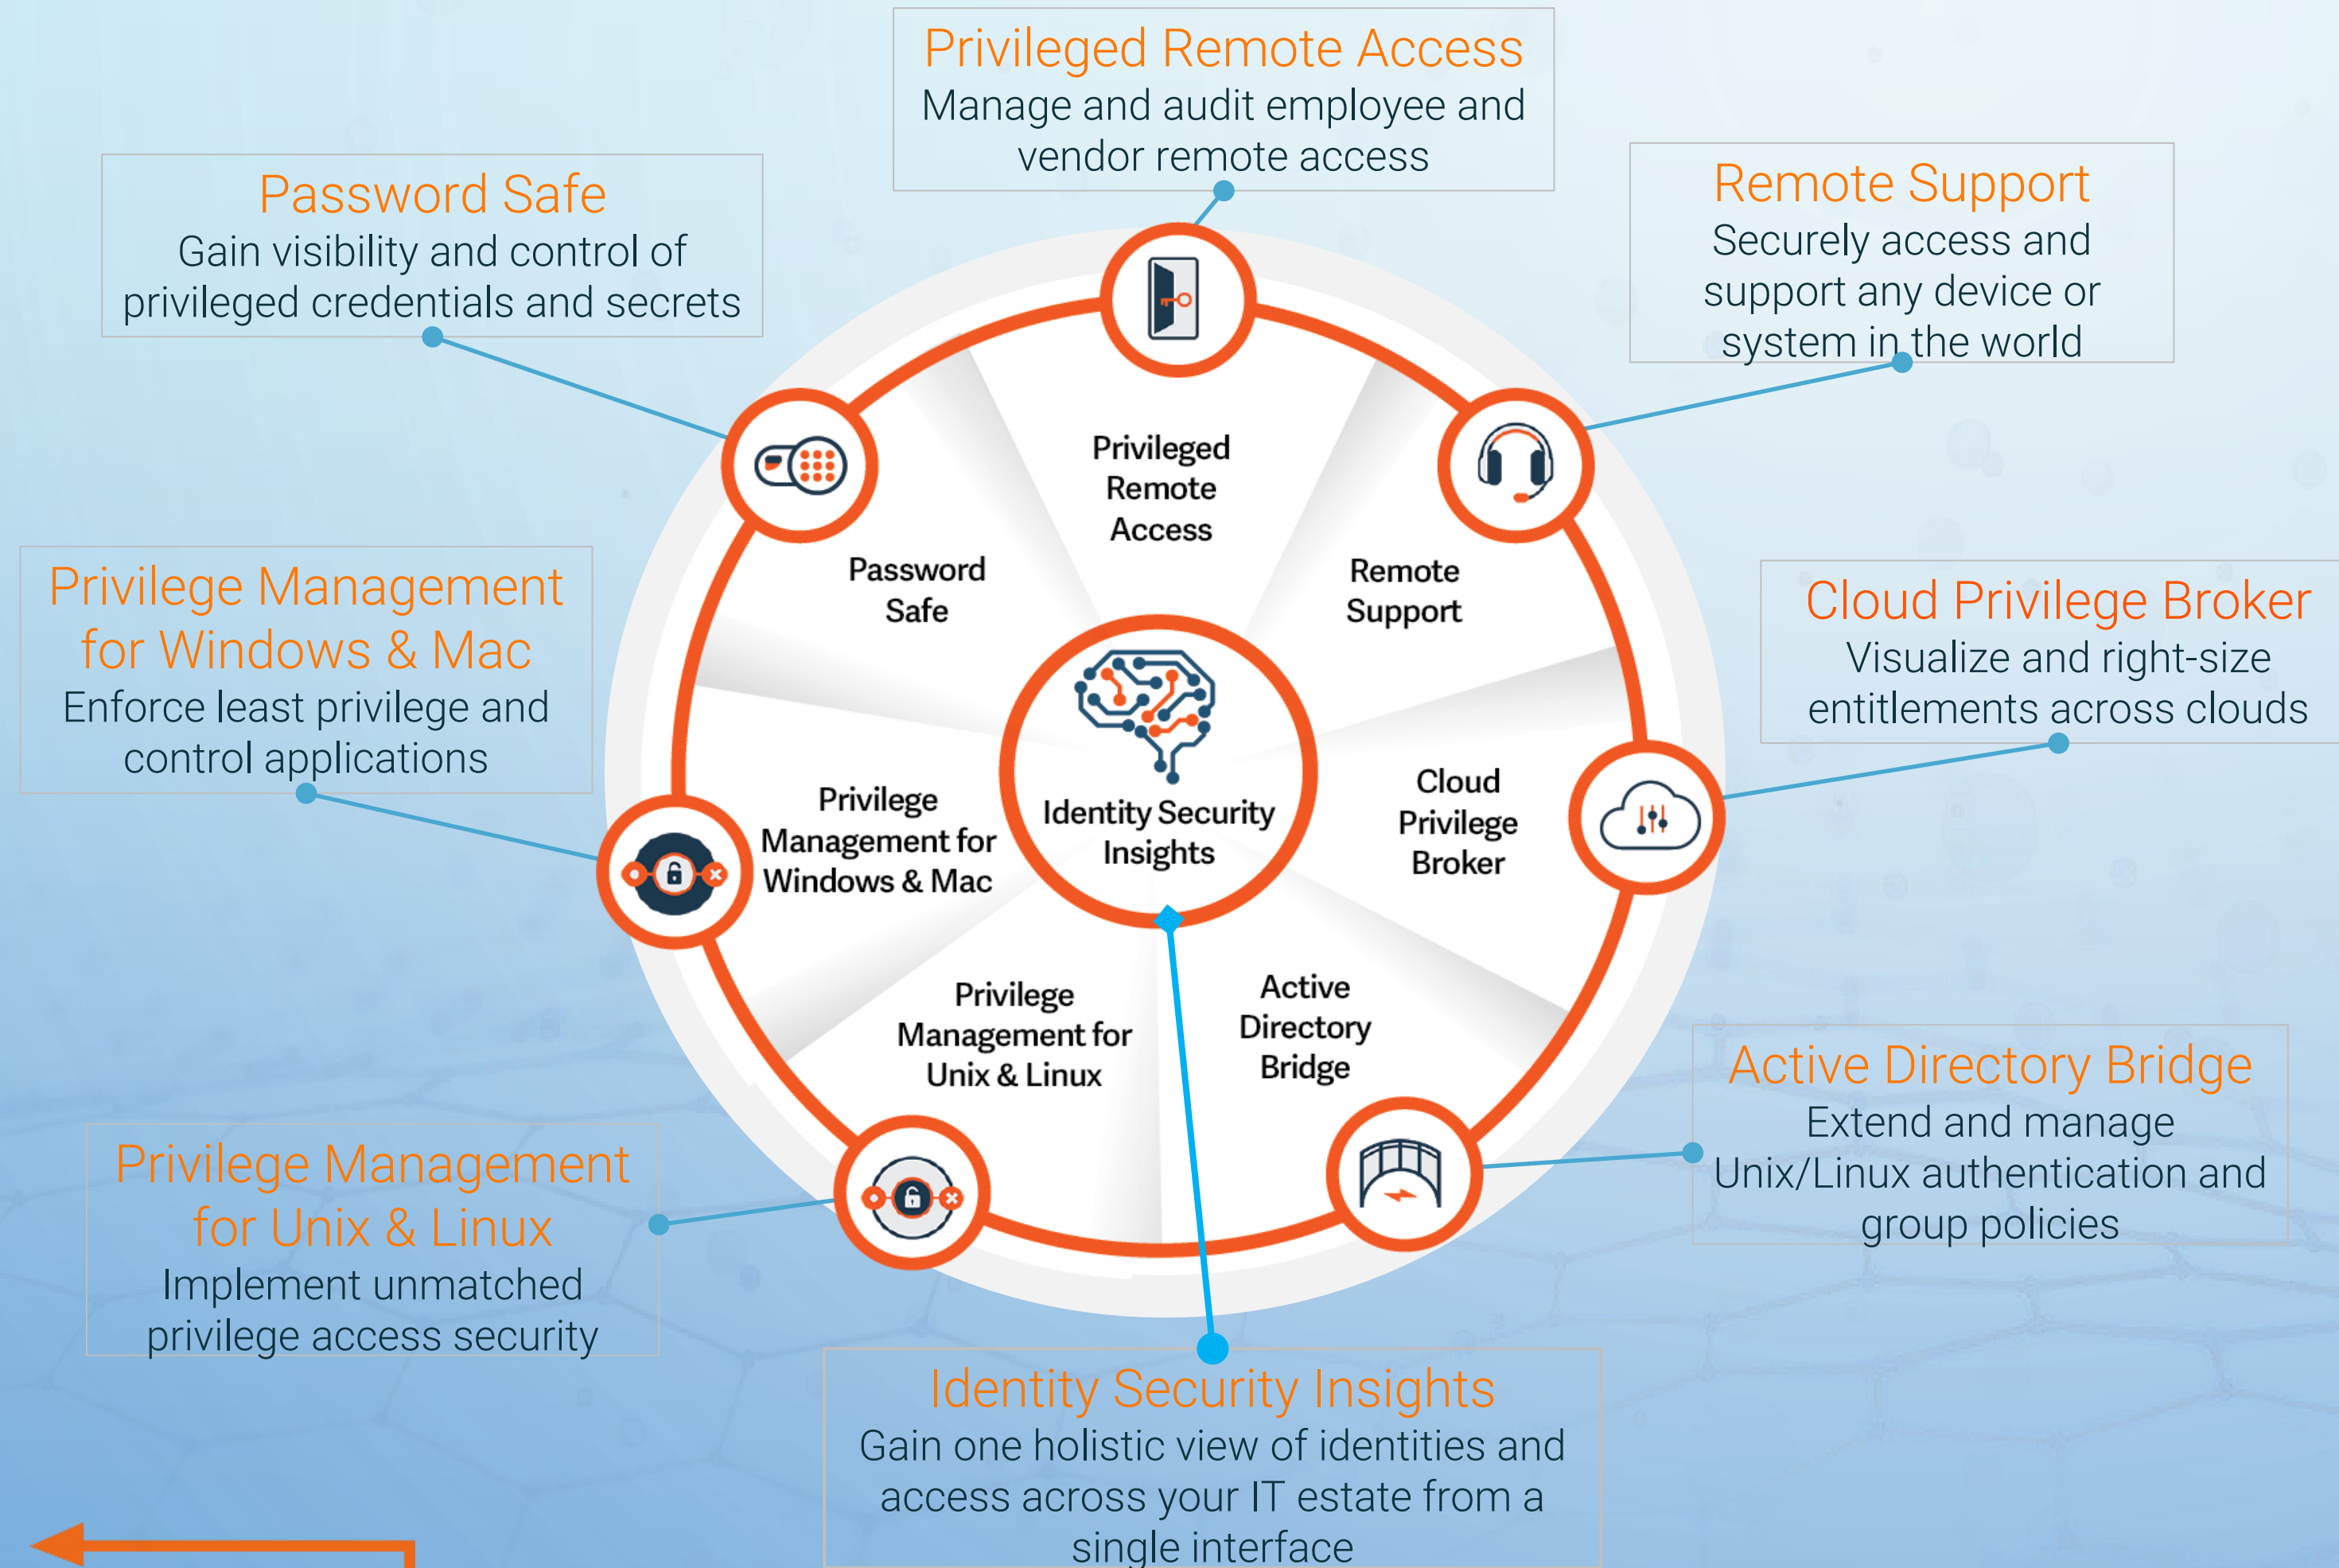 Privileged Remote Access
Manage and audit employee and
vendor remote access
Password Safe
Gain visibility and control of
privileged credentials and secrets
Remote Support
Securely access and
support any device or
system in the world
Privilege Management
for Windows & Mac
Enforce least privilege and
control applications
Cloud Privilege Broker
Visualize and right-size
entitlements across clouds
Privileged
Remote
Access
Password
Safe
Remote
Support
Identity Security
Insights
Privilege
Management for
Windows & Mac
Cloud
Privilege
Broker
Privilege
Management for
Unix & Linux
Active
Directory
Bridge
Active Directory Bridge
Extend and manage
Unix/Linux authentication and
group policies
Privilege Management
for Unix & Linux
Implement unmatched
privilege access security
Identity Security Insights
Gain one holistic view of identities and
access across your IT estate from a
single interface